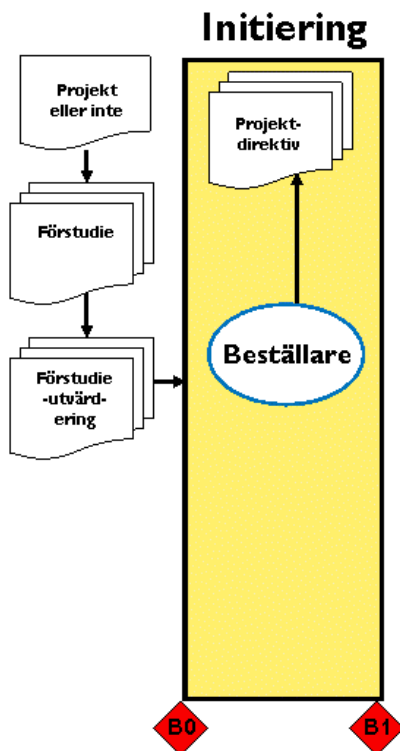 Initiering
Projekt
eller inte
Projekt-
direktiv
Förstudie
Beställare
Förstudie
-utvärd-
ering
B0
B1